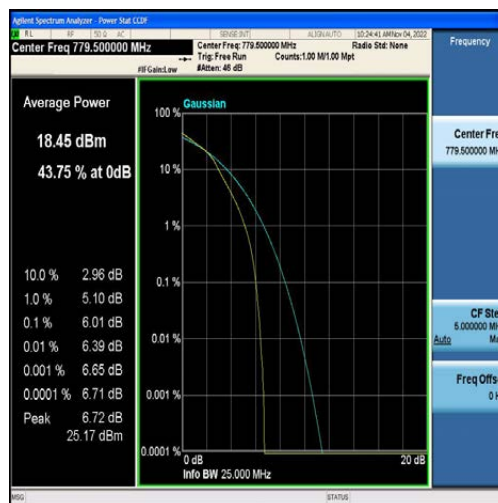 Agilent Spectrum Analyzer - Power Stat CCDF
RL RF 50 Ω AC SENSE:INT ALIGN AUTO 10:24:41 AM Nov 04, 2022
Center Freq 779.500000 MHz
Center Freq: 779.500000 MHz Radio Std: None
Trig: Free Run Counts:1.00 M/1.00 Mpt
#IFGain:Low #Atten: 46 dB
Frequency
Average Power
18.45 dBm
43.75 % at 0dB
10.0 % 2.96 dB
1.0 % 5.10 dB
0.1 % 6.01 dB
0.01 % 6.39 dB
0.001 % 6.65 dB
0.0001 % 6.71 dB
Peak 6.72 dB
25.17 dBm
Gaussian
100 %
10 %
1 %
0.1 %
0.01 %
0.001 %
0.0001 %
0 dB 20 dB
Info BW 25.000 MHz
Center Fre
779.500000 MH
CF Ste
5.000000 MH
Auto Ma
Freq Offs
0 H
MSG STATUS